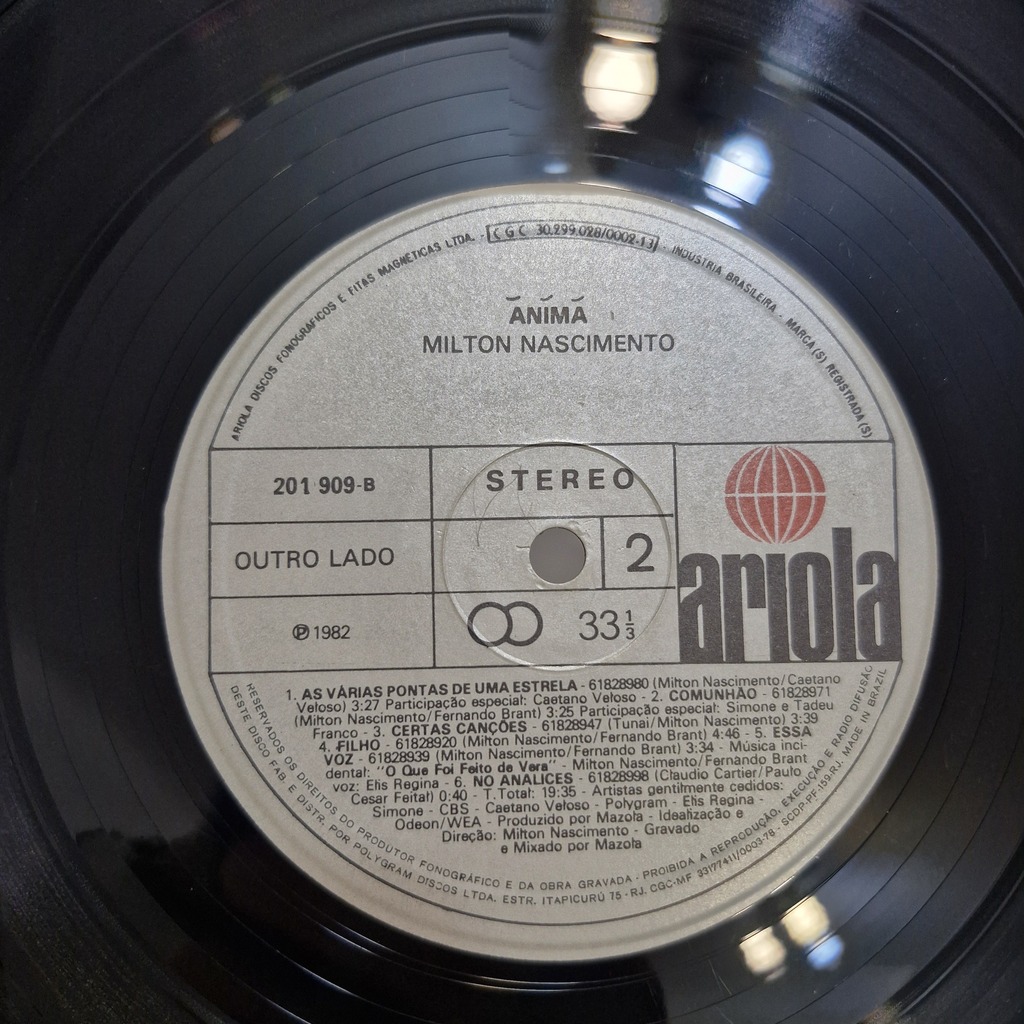 ARIOLA DISCOS FONOGRÁFICOS E FITAS MAGNÉTICAS LTDA. - CGC 30.299.028/0002-13 - INDÚSTRIA BRASILEIRA - MARCA(S) REGISTRADA(S)
ANIMA
MILTON NASCIMENTO
201 909-B
STEREO
OUTRO LADO
2
℗ 1982
33 1/3
ariola
1. AS VÁRIAS PONTAS DE UMA ESTRELA - 61828980 (Milton Nascimento/Caetano
Veloso) 3:27 Participação especial: Caetano Veloso - 2. COMUNHÃO - 61828971
(Milton Nascimento/Fernando Brant) 3:25 Participação especial: Simone e Tadeu
Franco - 3. CERTAS CANÇÕES - 61828947 (Tunai/Milton Nascimento) 3:39
4. FILHO - 61828920 (Milton Nascimento/Fernando Brant) 4:46 - 5. ESSA
VOZ - 61828939 (Milton Nascimento/Fernando Brant) 3:34 - Música inci-
dental: "O Que Foi Feito de Vera" - Milton Nascimento/Fernando Brant
voz: Elis Regina - 6. NO ANALICES - 61828998 (Claudio Cartier/Paulo
Cesar Feital) 0:40 - T.Total: 19:35 - Artistas gentilmente cedidos:
Simone - CBS - Caetano Veloso - Polygram - Elis Regina -
Odeon/WEA - Produzido por Mazola - Idealização e
Direção: Milton Nascimento - Gravado
e Mixado por Mazola
RESERVADOS OS DIREITOS DO PRODUTOR FONOGRÁFICO E DA OBRA GRAVADA - PROIBIDA A REPRODUÇÃO, EXECUÇÃO E RADIO DIFUSÃO
DESTE DISCO FAB. E DISTR. POR POLYGRAM DISCOS LTDA. ESTR. ITAPICURÚ 75 - RJ. CGC-MF 33177411/0003-78 - SCDP-PF-159/RJ. MADE IN BRAZIL